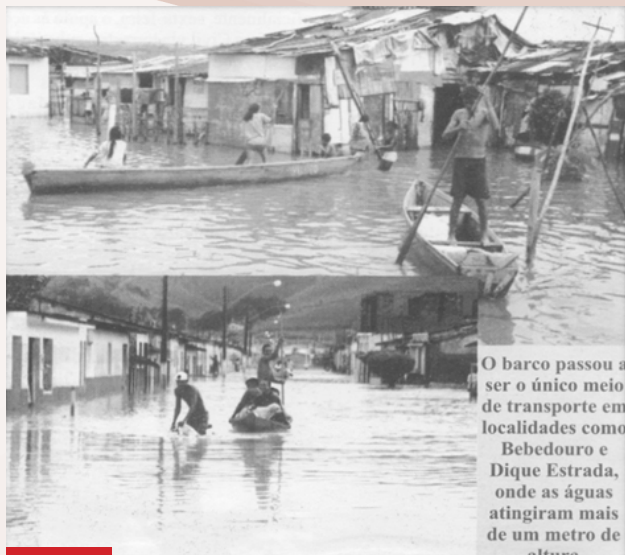 O barco passou a
ser o único meio
de transporte em
localidades como
Bebedouro e
Dique Estrada,
onde as águas
atingiram mais
de um metro de
altura